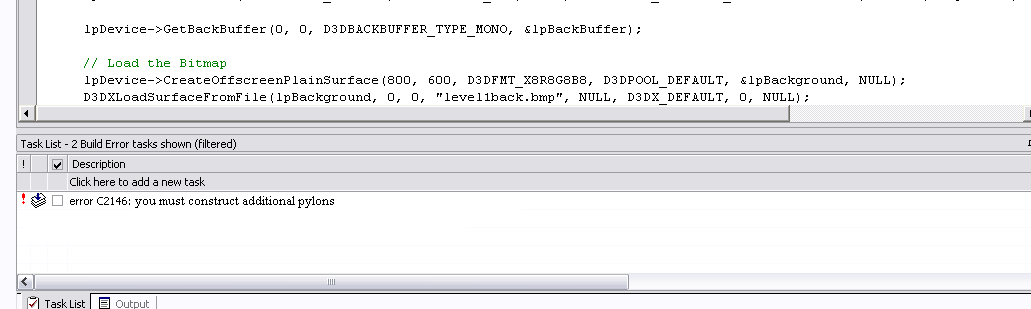 lpDevice->GetBackBuffer(0, 0, D3DBACKBUFFER_TYPE_MONO, &lpBackBuffer);
// Load the Bitmap
lpDevice->CreateOffscreenPlainSurface(800, 600, D3DFMT_X8R8G8B8, D3DPOOL_DEFAULT, &lpBackground, NULL);
D3DXLoadSurfaceFromFile(lpBackground, 0, 0, "level1back.bmp", NULL, D3DX_DEFAULT, 0, NULL);
Task List - 2 Build Error tasks shown (filtered)
! Description
Click here to add a new task
! error C2146: you must construct additional pylons
Task List Output